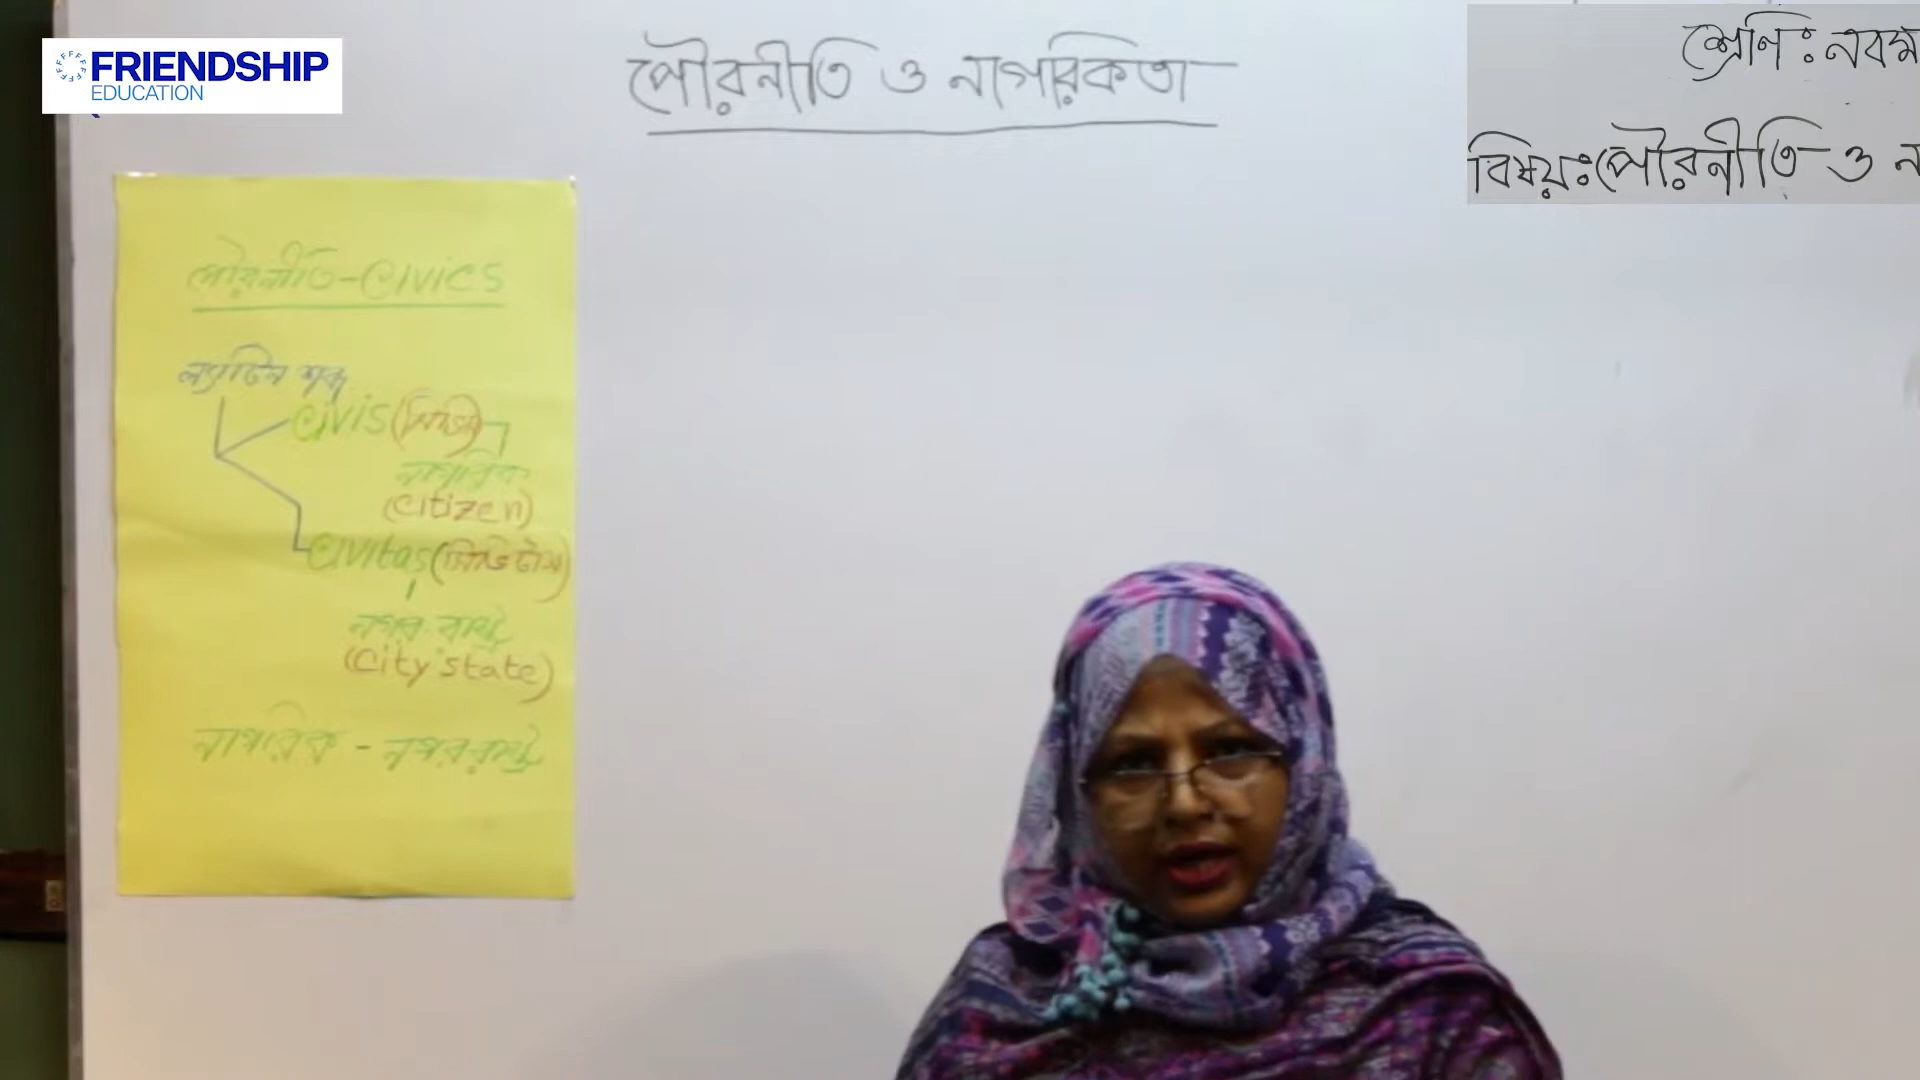 FRIENDSHIP
EDUCATION
পৌরনীতি ও নাগরিকতা
শ্রেণি: নবম
বিষয়: পৌরনীতি ও
পৌরনীতি-civics
ল্যাটিন শব্দ
civis (সিভিস)
নাগরিক
(citizen)
civitas (সিভিটাস)
নগর-রাষ্ট্র
(city state)
নাগরিক - নগররাষ্ট্র